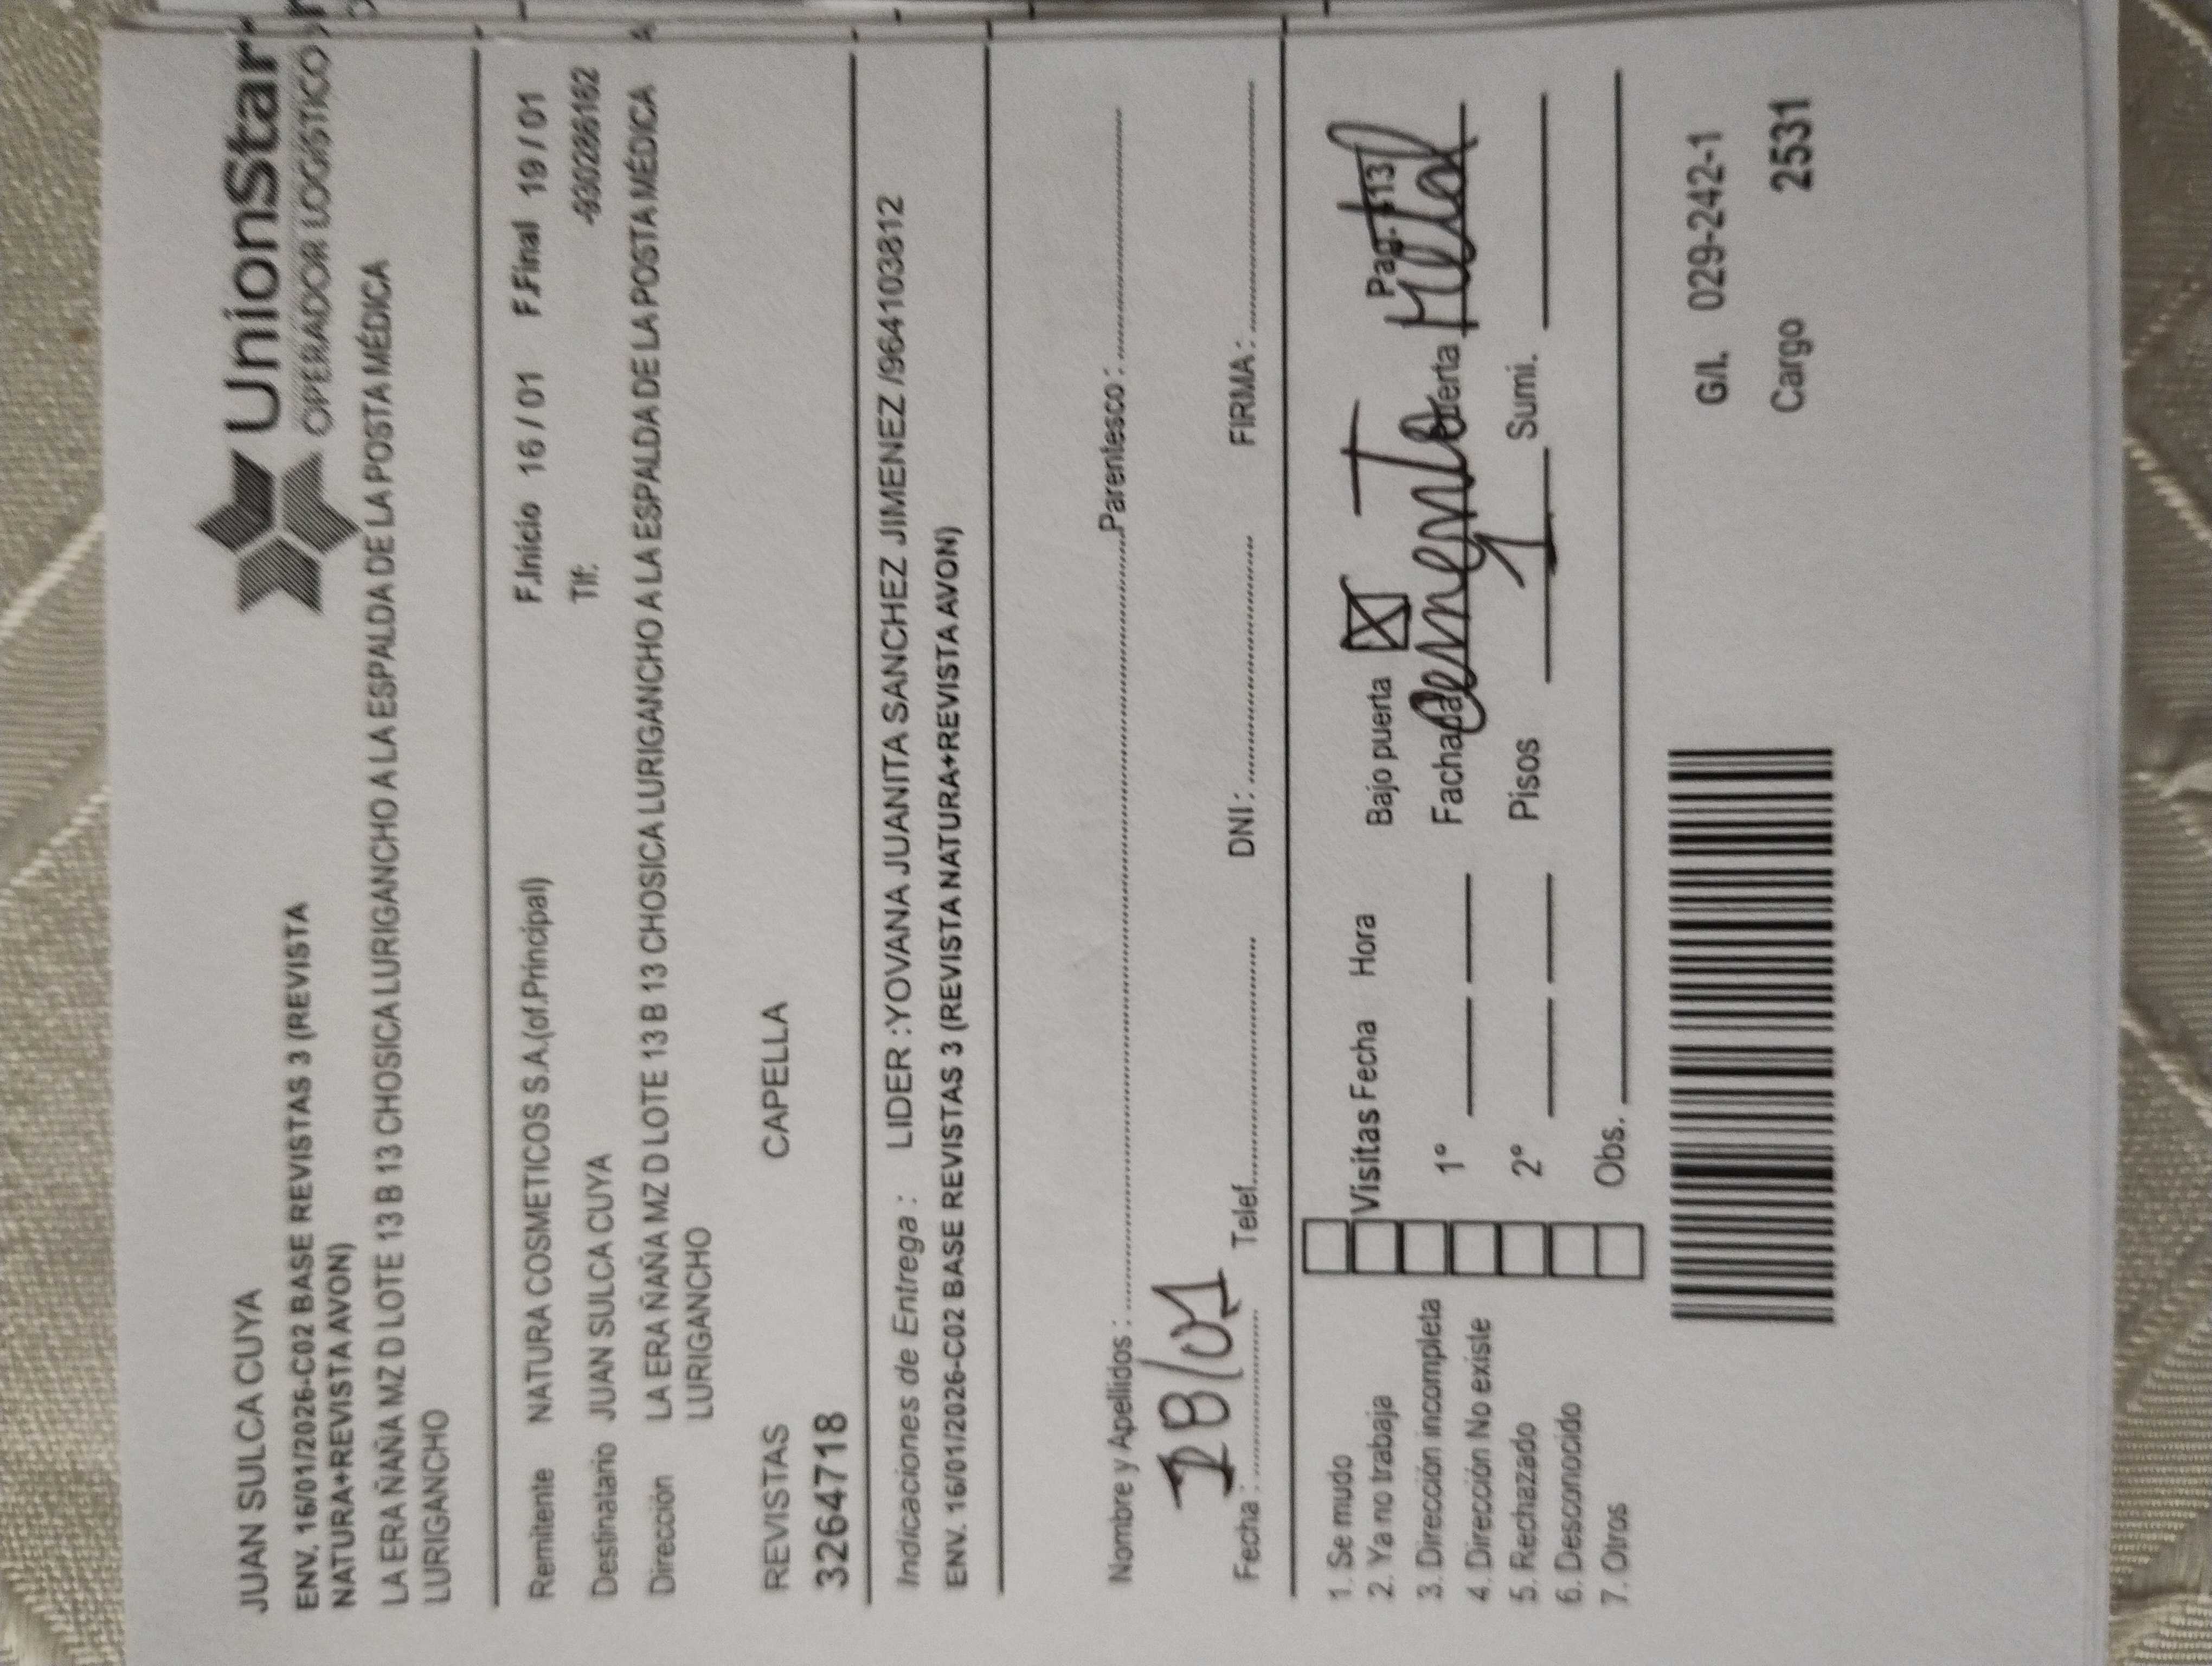 JUAN SULCA CUYA
UnionStar
OPERADOR LOGÍSTICO
ENV. 16/01/2026-C02 BASE REVISTAS 3 (REVISTA
NATURA+REVISTA AVON)
LA ERA ÑAÑA MZ D LOTE 13 B 13 CHOSICA LURIGANCHO A LA ESPALDA DE LA POSTA MÉDICA
LURIGANCHO
Remitente NATURA COSMETICOS S.A.(of.Principal) F.Inicio 16 / 01 F.Final 19 / 01
Destinatario JUAN SULCA CUYA Tlf. -930286162
Dirección LA ERA ÑAÑA MZ D LOTE 13 B 13 CHOSICA LURIGANCHO A LA ESPALDA DE LA POSTA MÉDICA
LURIGANCHO
REVISTAS CAPELLA
3264718
Indicaciones de Entrega : LIDER :YOVANA JUANITA SANCHEZ JIMENEZ /964103812
ENV. 16/01/2026-C02 BASE REVISTAS 3 (REVISTA NATURA+REVISTA AVON)
Nombre y Apellidos : Parentesco :
Fecha : 18/01 Telef. DNI : FIRMA :
1. Se mudo
2. Ya no trabaja
3. Dirección incompleta
4. Dirección No existe
5. Rechazado
6. Desconocido
7. Otros
Visitas Fecha Hora
1º
2º
Obs.
Bajo puerta T Pag.
Fachada Cemento Puerta Metal
Pisos 1 Sumi.
G/L 029-242-1
Cargo 2531